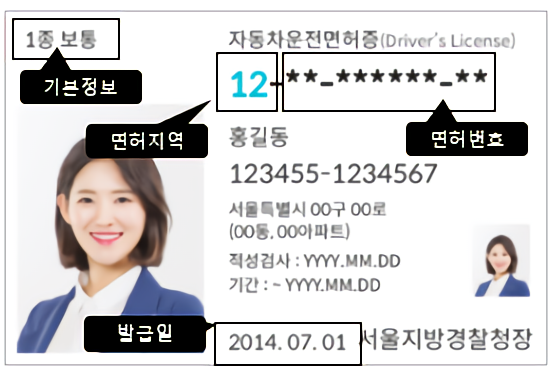 1종 보통
자동차운전면허증(Driver's License)
기본정보
12-**-******-**
면허지역
면허번호
홍길동
123455-1234567
서울특별시 00구 00로
(00동, 00아파트)
적성검사 : YYYY.MM.DD
기간 : ~ YYYY.MM.DD
발급일
2014. 07. 01
서울지방경찰청장